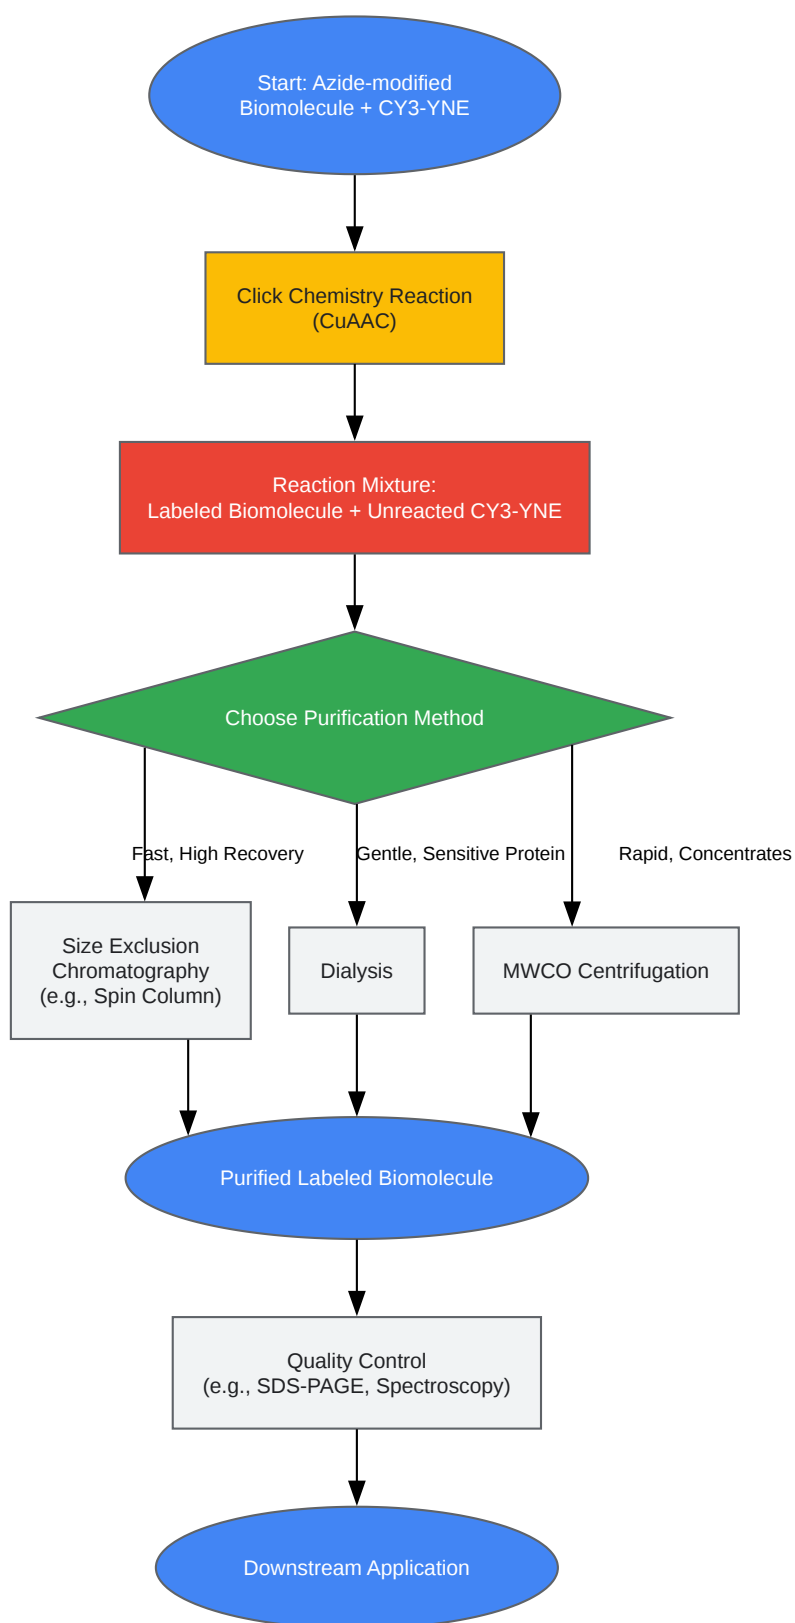 Start: Azide-modified
Biomolecule + CY3-YNE
Click Chemistry Reaction
(CuAAC)
Reaction Mixture:
Labeled Biomolecule + Unreacted CY3-YNE
Choose Purification Method
Fast, High Recovery
Gentle, Sensitive Protein
Rapid, Concentrates
Size Exclusion
Chromatography
(e.g., Spin Column)
Dialysis
MWCO Centrifugation
Purified Labeled Biomolecule
Quality Control
(e.g., SDS-PAGE, Spectroscopy)
Downstream Application